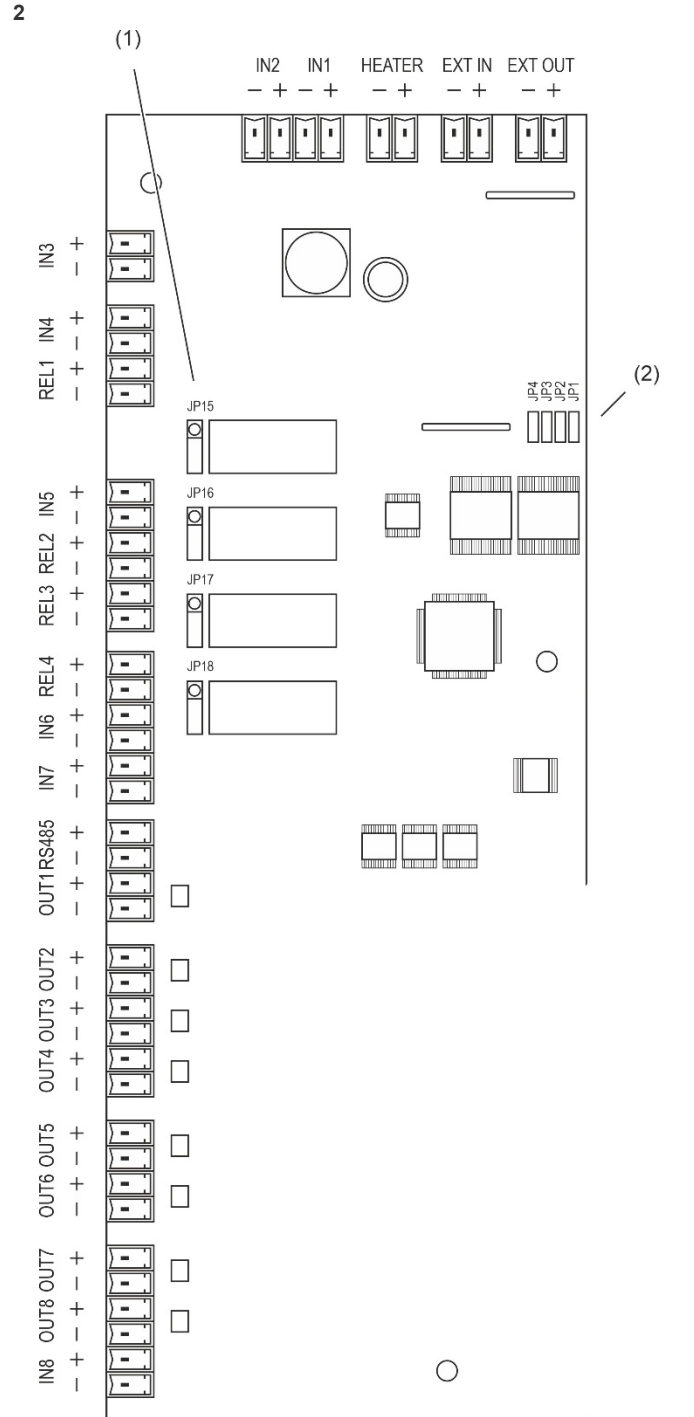 2
(1)
IN2 IN1 HEATER EXT IN EXT OUT
− + − + − + − + − +
IN3 + −
IN4 + −
REL1 + −
(2)
JP4
JP3
JP2
JP1
JP15
IN5 + −
JP16
REL2 + −
REL3 + −
JP17
REL4 + −
JP18
IN6 + −
IN7 + −
RS485 + −
OUT1 + −
OUT2 + −
OUT3 + −
OUT4 + −
OUT5 + −
OUT6 + −
OUT7 + −
OUT8 + −
IN8 + −